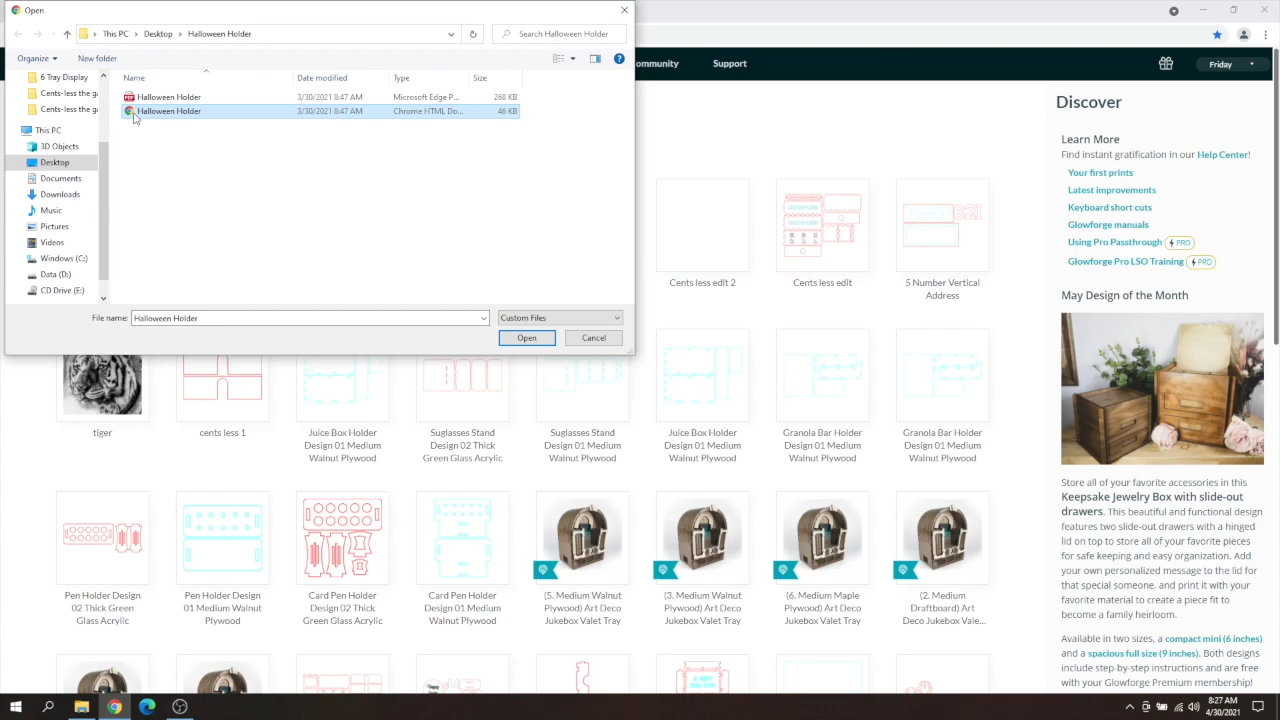 Open
This PC
Desktop
Halloween Holder
Search Halloween Holder
Organize
New folder
6 Tray Display
Cents-less the ga
Cents-less the ga
This PC
3D Objects
Desktop
Documents
Downloads
Music
Pictures
Videos
Windows (C:)
Data (D:)
CD Drive (E:)
Name
Date modified
Type
Size
Halloween Holder
3/30/2021 8:47 AM
Microsoft Edge P...
268 KB
Halloween Holder
3/30/2021 8:47 AM
Chrome HTML Do...
46 KB
File name:
Halloween Holder
Custom Files
Open
Cancel
ommunity
Support
Friday
Cents less edit 2
Cents less edit
5 Number Vertical
Address
tiger
cents less 1
Juice Box Holder
Design 01 Medium
Walnut Plywood
Suglasses Stand
Design 02 Thick
Green Glass Acrylic
Suglasses Stand
Design 01 Medium
Walnut Plywood
Juice Box Holder
Design 01 Medium
Walnut Plywood
Granola Bar Holder
Design 01 Medium
Walnut Plywood
Granola Bar Holder
Design 01 Medium
Walnut Plywood
Pen Holder Design
02 Thick Green
Glass Acrylic
Pen Holder Design
01 Medium Walnut
Plywood
Card Pen Holder
Design 02 Thick
Green Glass Acrylic
Card Pen Holder
Design 01 Medium
Walnut Plywood
(5. Medium Walnut
Plywood) Art Deco
Jukebox Valet Tray
(3. Medium Walnut
Plywood) Art Deco
Jukebox Valet Tray
(6. Medium Maple
Plywood) Art Deco
Jukebox Valet Tray
(2. Medium
Draftboard) Art
Deco Jukebox Vale...
Discover
Learn More
Find instant gratification in our Help Center!
Your first prints
Latest improvements
Keyboard short cuts
Glowforge manuals
Using Pro Passthrough PRO
Glowforge Pro LSO Training PRO
May Design of the Month
Store all of your favorite accessories in this
Keepsake Jewelry Box with slide-out
drawers. This beautiful and functional design
features two slide-out drawers with a hinged
lid on top to store all of your favorite pieces
for safe keeping and easy organization. Add
your own personalized message to the lid for
that special someone, and print it with your
favorite material to create a piece fit to
become a family heirloom.
Available in two sizes, a compact mini (6 inches)
and a spacious full size (9 inches). Both designs
include step-by-step instructions and are free
with your Glowforge Premium membership!
8:27 AM
4/30/2021